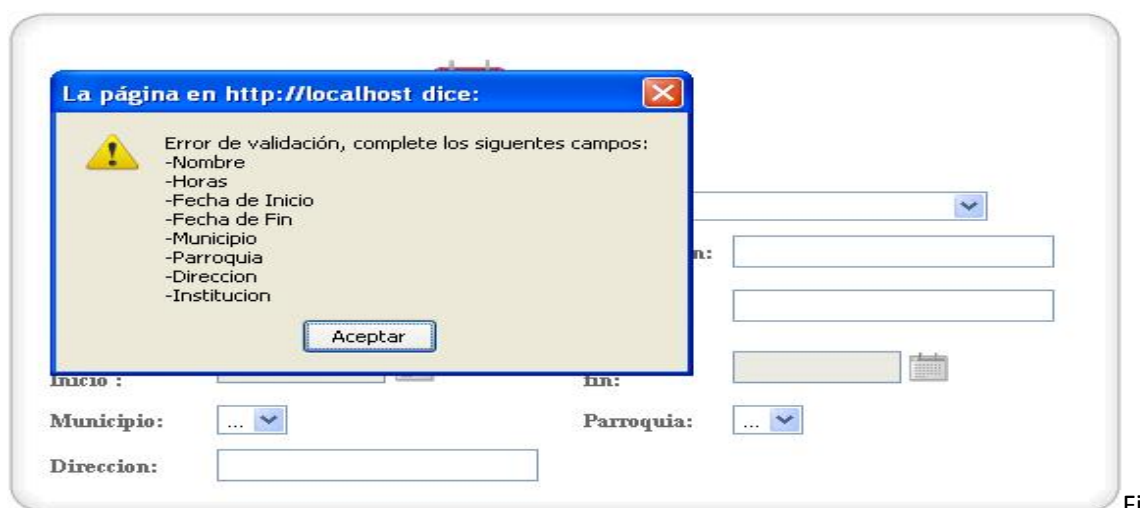 La página en http://localhost dice:
Error de validación, complete los siguentes campos:
-Nombre
-Horas
-Fecha de Inicio
-Fecha de Fin
-Municipio
-Parroquia
-Direccion
-Institucion
Aceptar
n:
Inicio :
fin:
Municipio:
...
Parroquia:
...
Direccion:
Fi